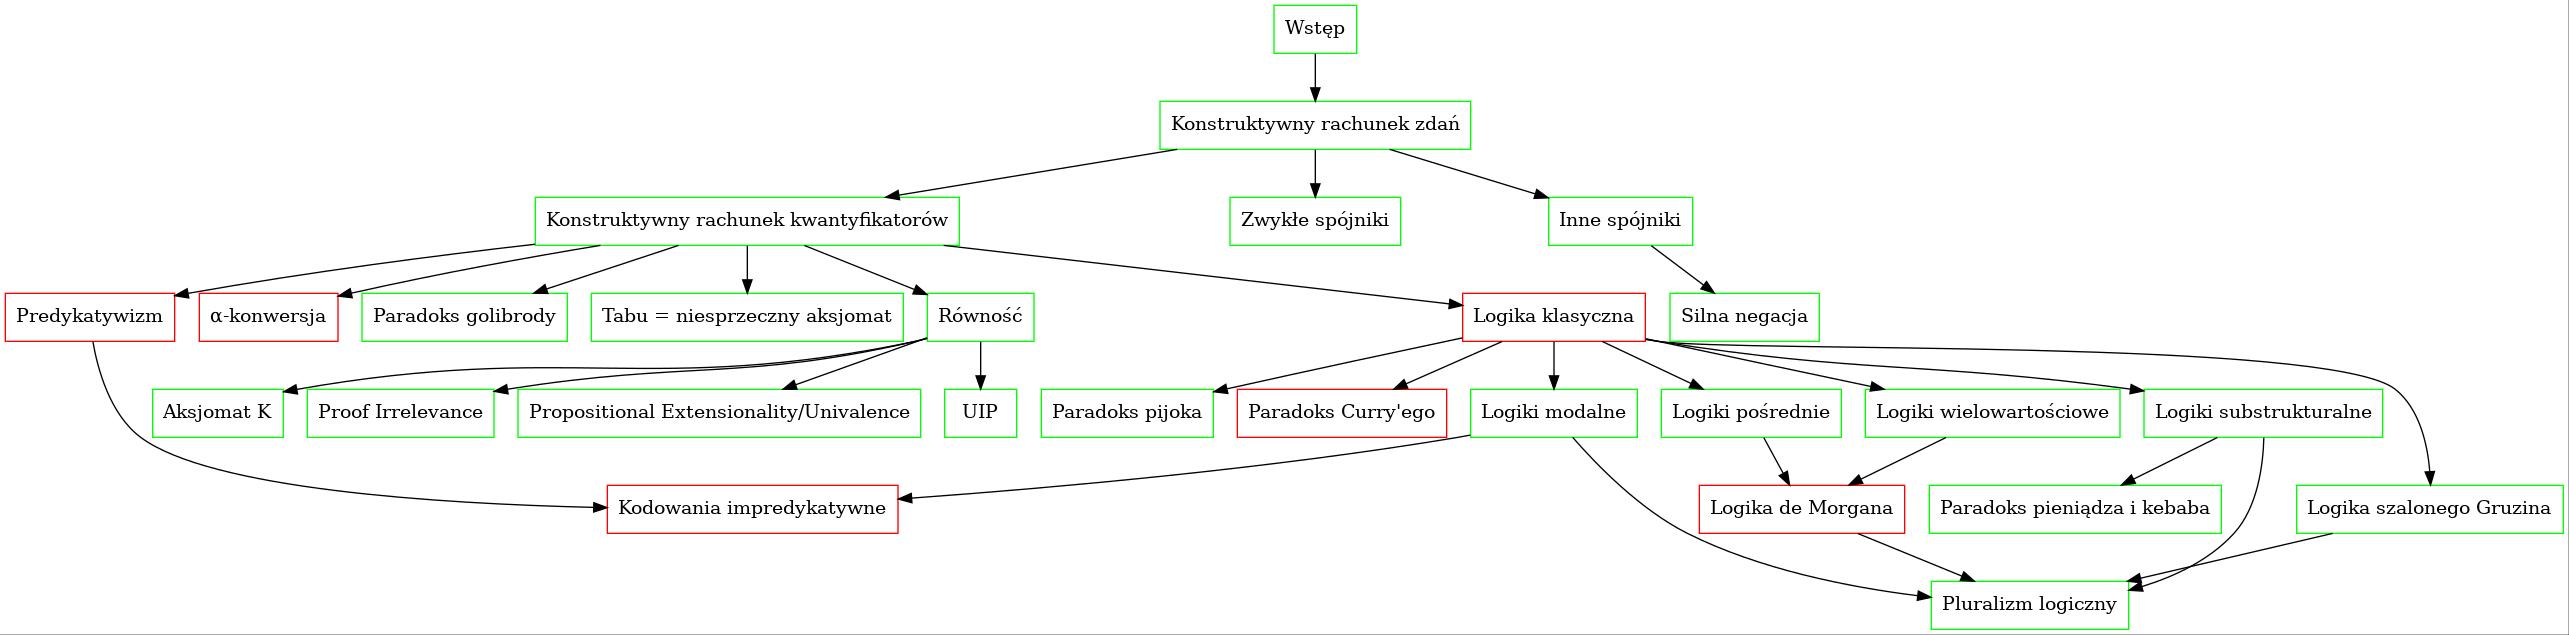 Wstęp
Konstruktywny rachunek zdań
Konstruktywny rachunek kwantyfikatorów
Zwykłe spójniki
Inne spójniki
Predykatywizm
α-konwersja
Paradoks golibrody
Tabu = niesprzeczny aksjomat
Równość
Logika klasyczna
Silna negacja
Aksjomat K
Proof Irrelevance
Propositional Extensionality/Univalence
UIP
Paradoks pijoka
Paradoks Curry'ego
Logiki modalne
Logiki pośrednie
Logiki wielowartościowe
Logiki substrukturalne
Kodowania impredykatywne
Logika de Morgana
Paradoks pieniądza i kebaba
Logika szalonego Gruzina
Pluralizm logiczny